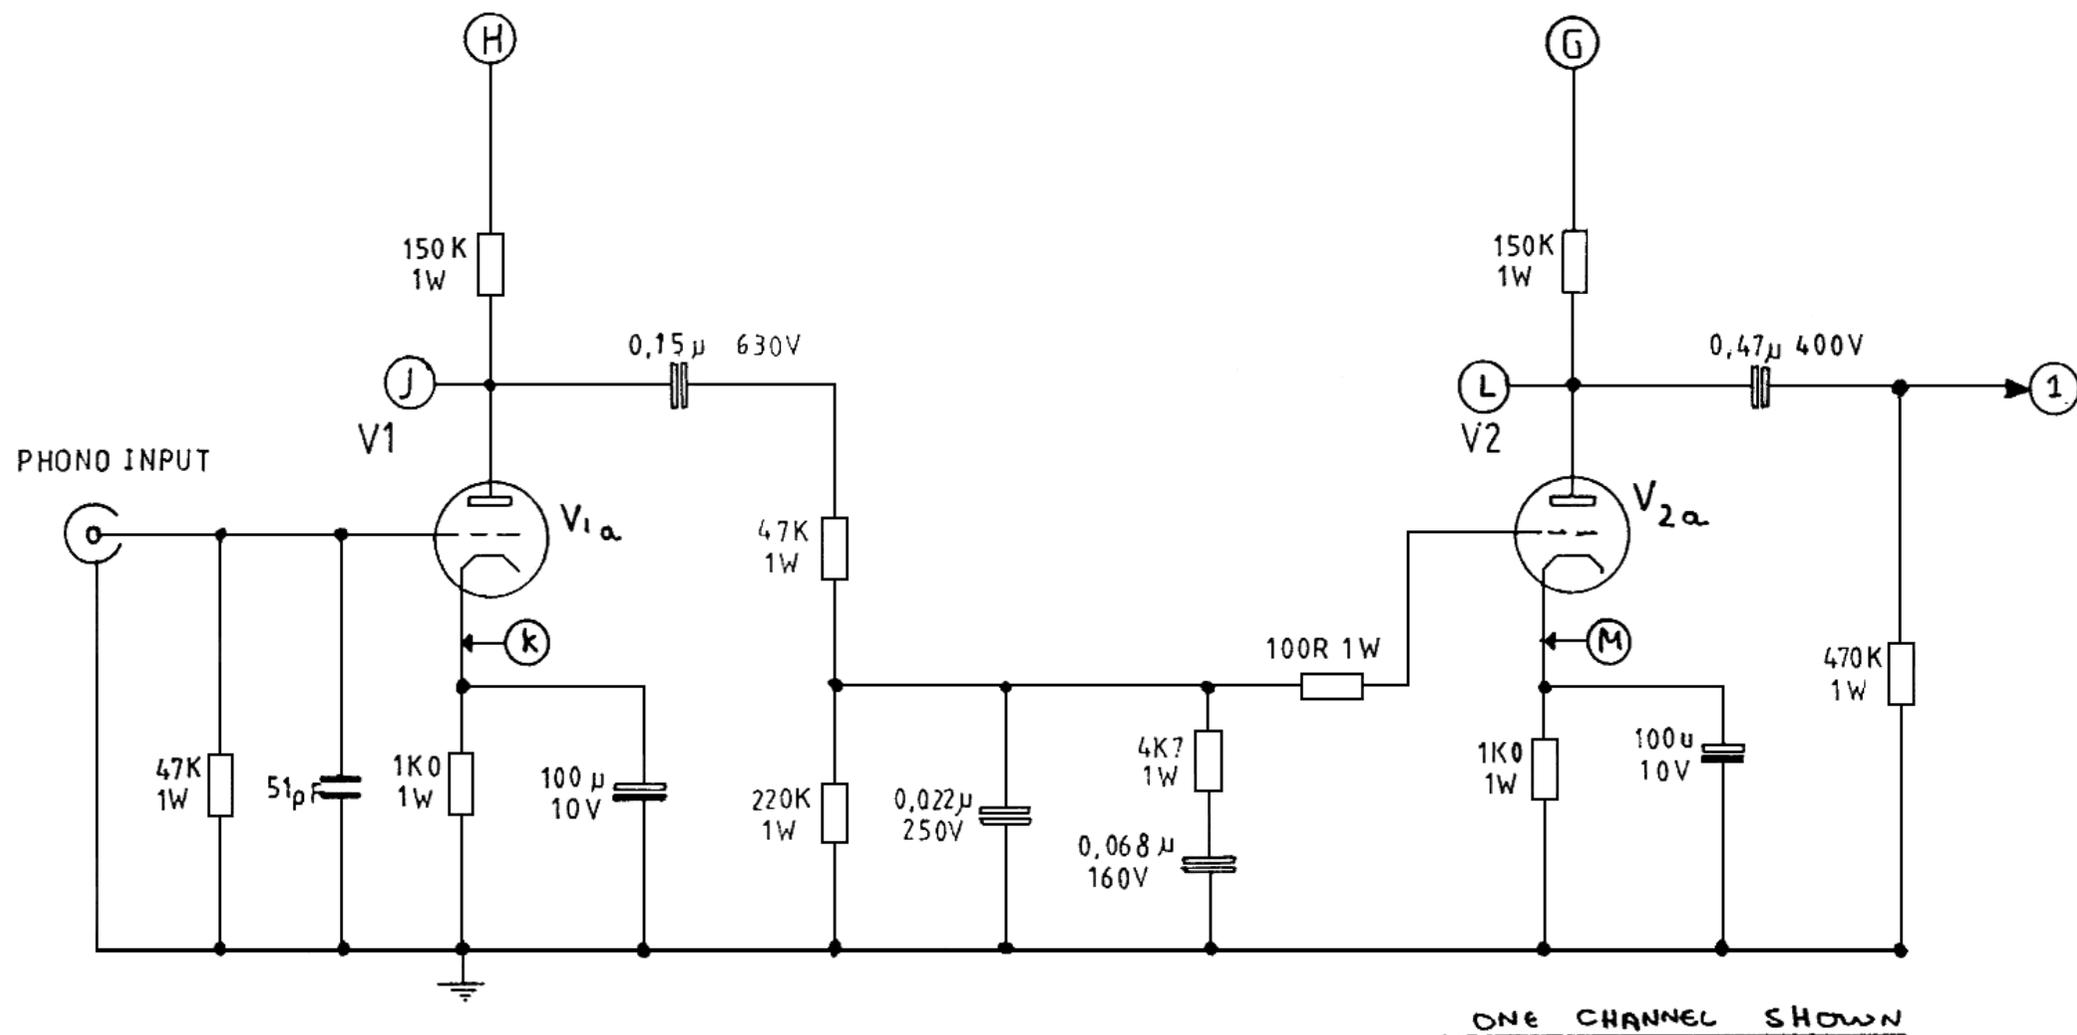 H
G
150K
1W
150K
1W
0,15µ 630V
0,47µ 400V
J
L
1
V1
V2
PHONO INPUT
V1a
V2a
47K
1W
K
M
100R 1W
470K
1W
47K
1W
51pF
1K0
1W
100µ
10V
220K
1W
0,022µ
250V
4K7
1W
0,068µ
160V
1K0
1W
100u
10V
ONE CHANNEL SHOWN